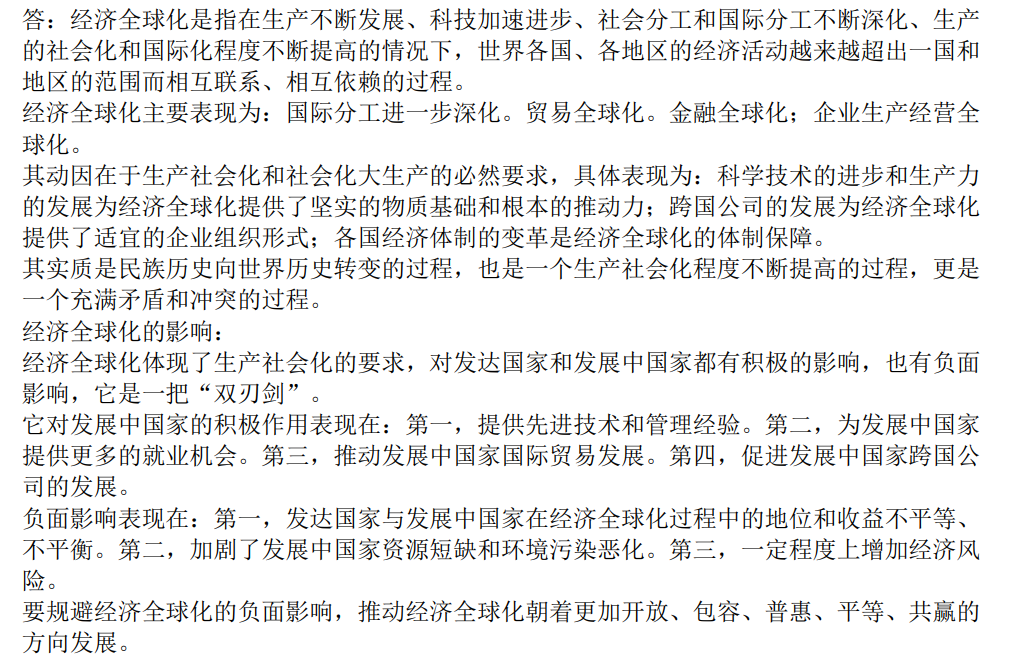 答：经济全球化是指在生产不断发展、科技加速进步、社会分工和国际分工不断深化、生产
的社会化和国际化程度不断提高的情况下，世界各国、各地区的经济活动越来越超出一国和
地区的范围而相互联系、相互依赖的过程。
经济全球化主要表现为：国际分工进一步深化。贸易全球化。金融全球化；企业生产经营全
球化。
其动因在于生产社会化和社会化大生产的必然要求，具体表现为：科学技术的进步和生产力
的发展为经济全球化提供了坚实的物质基础和根本的推动力；跨国公司的发展为经济全球化
提供了适宜的企业组织形式；各国经济体制的变革是经济全球化的体制保障。
其实质是民族历史向世界历史转变的过程，也是一个生产社会化程度不断提高的过程，更是
一个充满矛盾和冲突的过程。
经济全球化的影响：
经济全球化体现了生产社会化的要求，对发达国家和发展中国家都有积极的影响，也有负面
影响，它是一把“双刃剑”。
它对发展中国家的积极作用表现在：第一，提供先进技术和管理经验。第二，为发展中国家
提供更多的就业机会。第三，推动发展中国家国际贸易发展。第四，促进发展中国家跨国公
司的发展。
负面影响表现在：第一，发达国家与发展中国家在经济全球化过程中的地位和收益不平等、
不平衡。第二，加剧了发展中国家资源短缺和环境污染恶化。第三，一定程度上增加经济风
险。
要规避经济全球化的负面影响，推动经济全球化朝着更加开放、包容、普惠、平等、共赢的
方向发展。